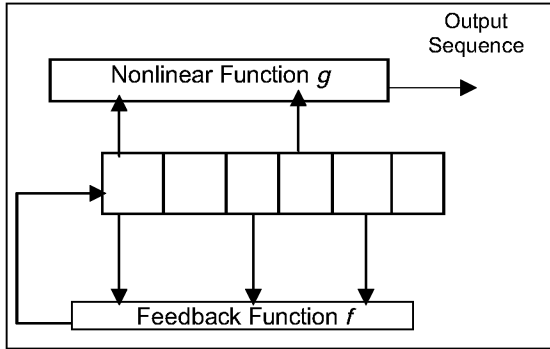 Output
Sequence
Nonlinear Function g
Feedback Function f